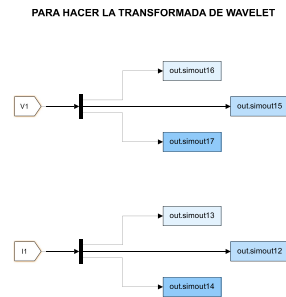 PARA HACER LA TRANSFORMADA DE WAVELET
out.simout16
V1
out.simout15
out.simout17
out.simout13
I1
out.simout12
out.simout14